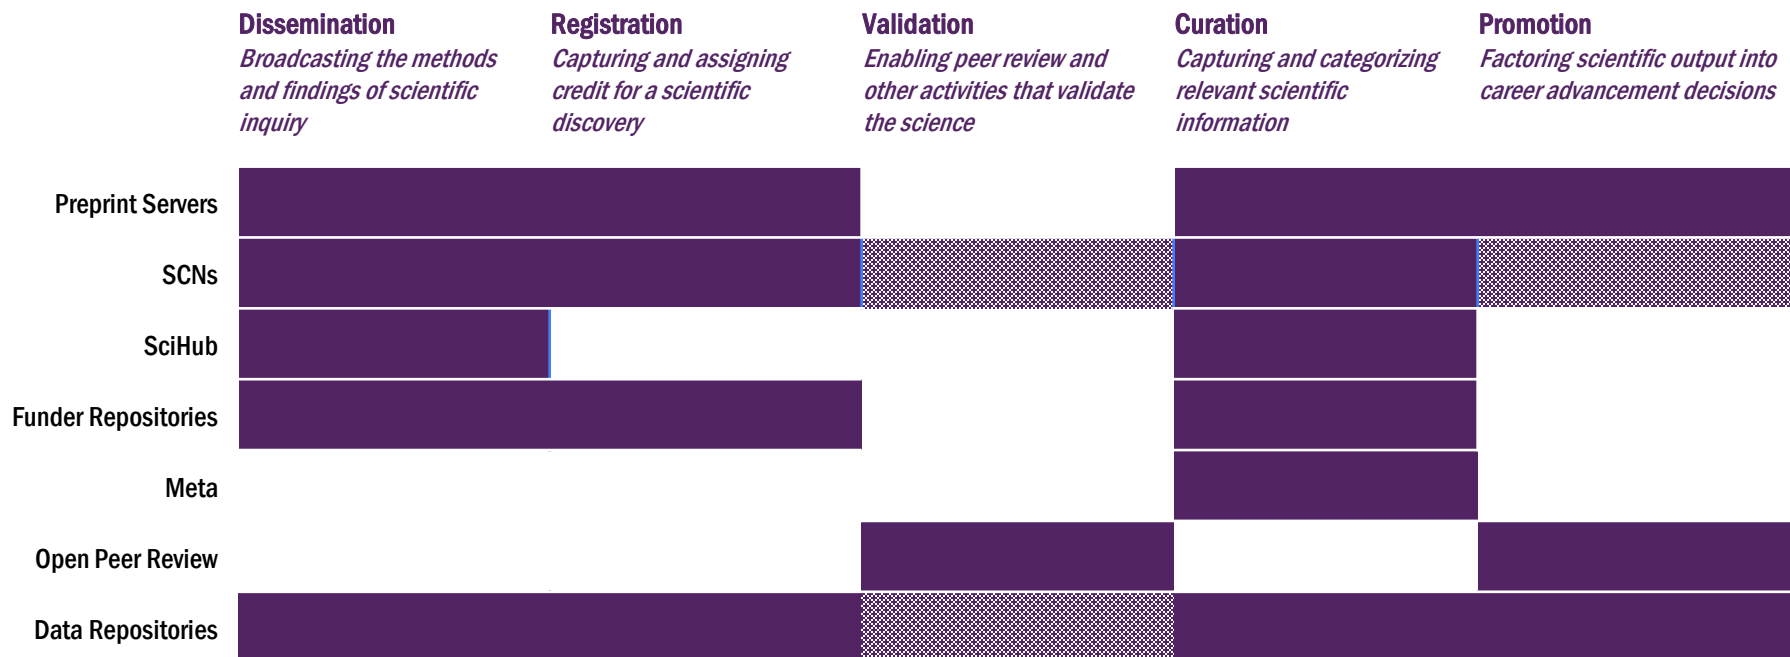 Dissemination
Broadcasting the methods
and findings of scientific
inquiry
Registration
Capturing and assigning
credit for a scientific
discovery
Validation
Enabling peer review and
other activities that validate
the science
Curation
Capturing and categorizing
relevant scientific
information
Promotion
Factoring scientific output into
career advancement decisions
Preprint Servers
SCNs
SciHub
Funder Repositories
Meta
Open Peer Review
Data Repositories